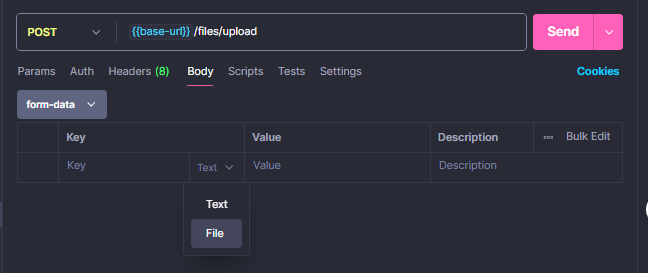 POST {{base-url}}/files/upload Send
Params Auth Headers (8) Body Scripts Tests Settings Cookies
form-data
Key Value Description ooo Bulk Edit
Key Text Value Description
Text
File